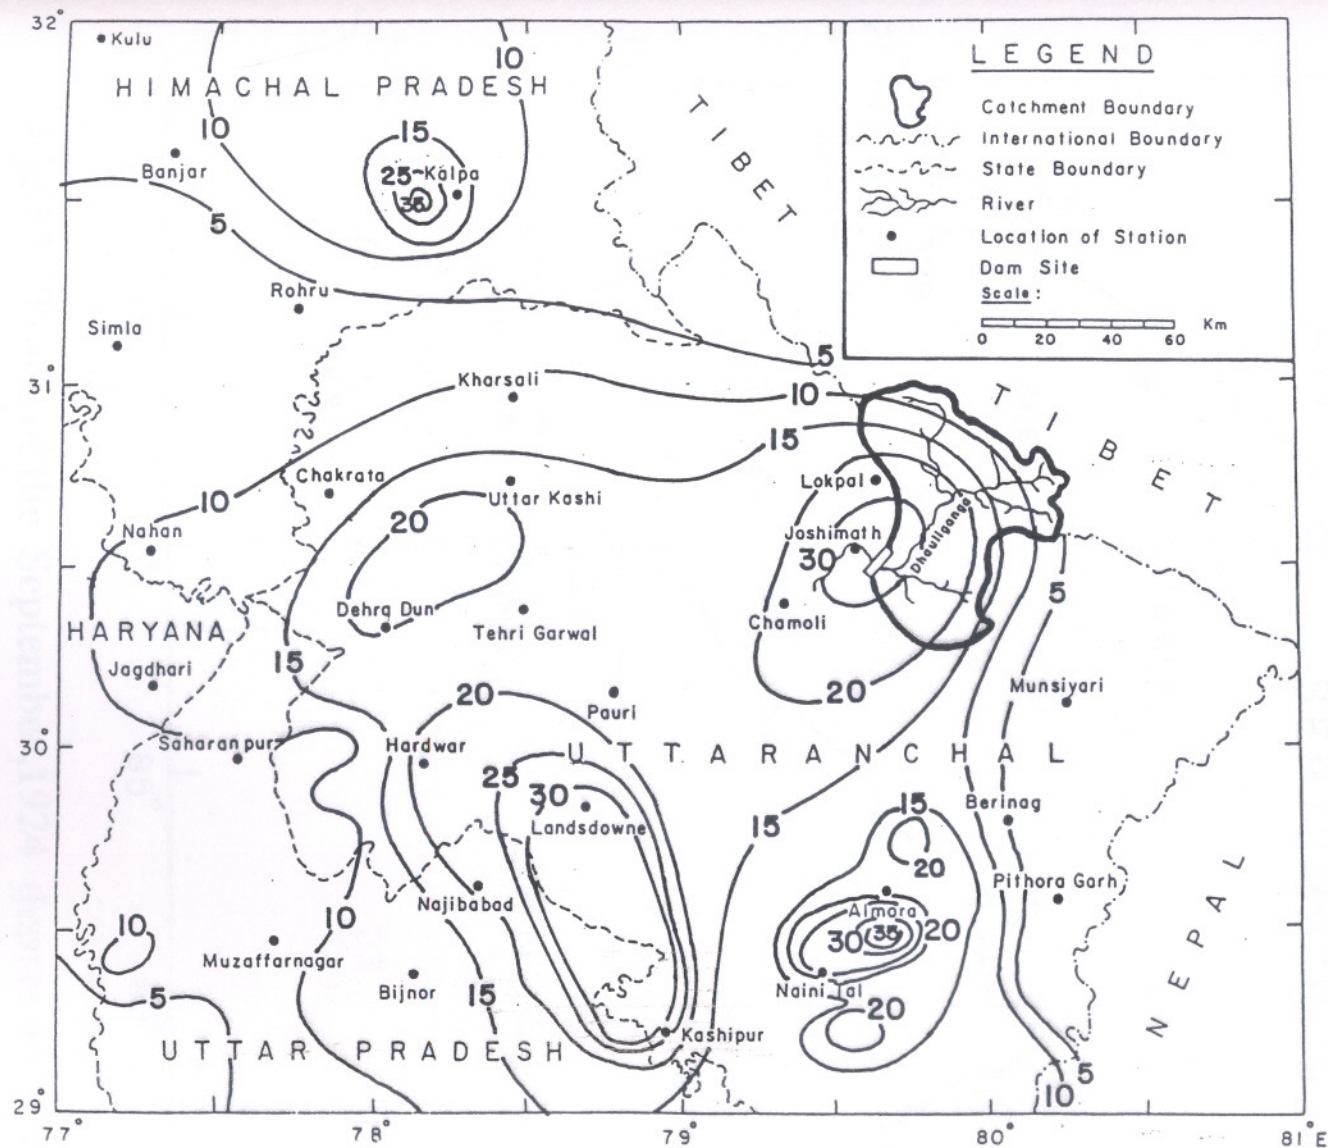 32°
Kulu
10
HIMACHAL PRADESH
10
15
Banjar
25
Kalpa
35
5
TIBET
LEGEND
Catchment Boundary
International Boundary
State Boundary
River
Location of Station
Dam Site
Scale :
0 20 40 60 Km
Rohru
Simla
5
31°
Kharsali
10
TIBET
15
Chakrata
10
Uttar Kashi
Lokpal
20
Nahan
Joshimath
30
Dhauliganga
5
Dehra Dun
HARYANA
Tehri Garwal
Chamoli
15
Jagdhari
20
20
Munsiyari
Pauri
30°
Saharanpur
Hardwar
UTTARANCHAL
25
30
15
15
Berinag
Landsdowne
20
Pithora Garh
Najibabad
10
10
Almora
30
35
20
NEPAL
Muzaffarnagar
Bijnor
15
Naini Tal
5
20
Kashipur
UTTAR PRADESH
5
10
29°
77° 78° 79° 80° 81° E
the September, 1924